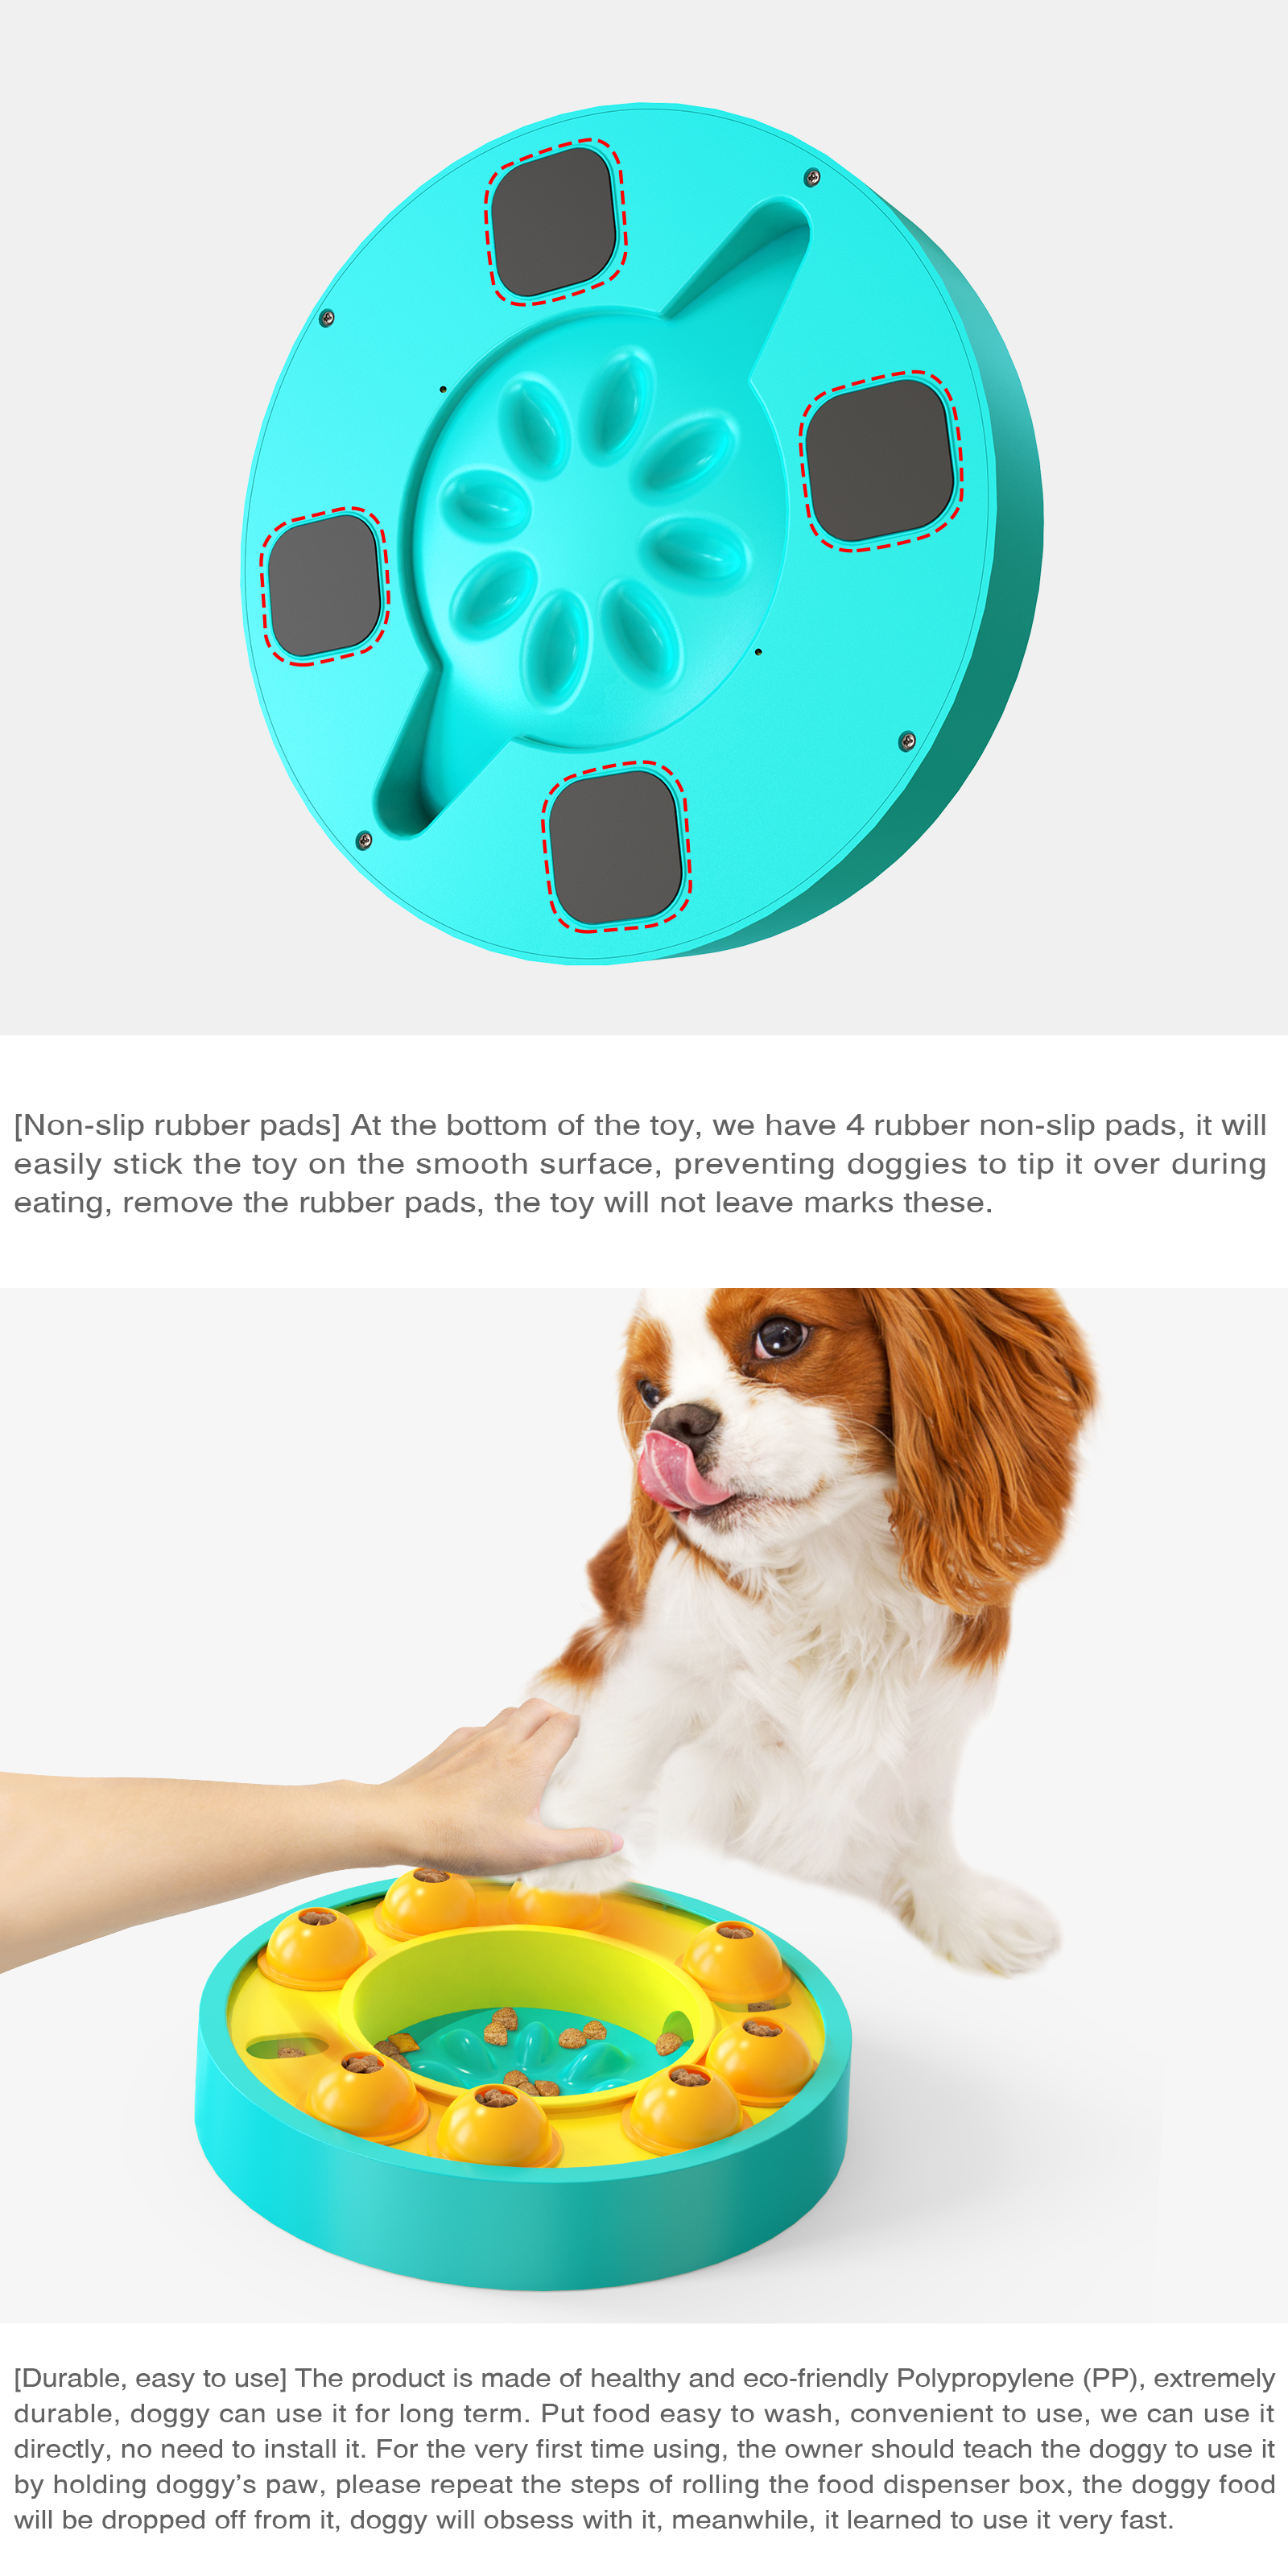 [Non-slip rubber pads] At the bottom of the toy, we have 4 rubber non-slip pads, it will
easily stick the toy on the smooth surface, preventing doggies to tip it over during
eating, remove the rubber pads, the toy will not leave marks these.
[Durable, easy to use] The product is made of healthy and eco-friendly Polypropylene (PP), extremely
durable, doggy can use it for long term. Put food easy to wash, convenient to use, we can use it
directly, no need to install it. For the very first time using, the owner should teach the doggy to use it
by holding doggy’s paw, please repeat the steps of rolling the food dispenser box, the doggy food
will be dropped off from it, doggy will obsess with it, meanwhile, it learned to use it very fast.